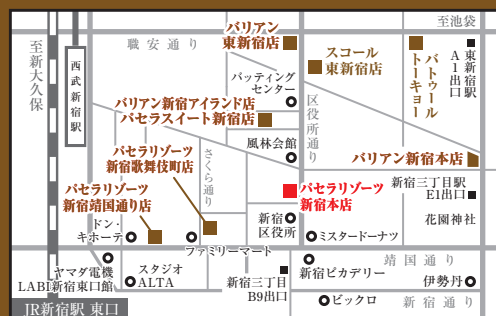 至池袋
バリアン
東新宿店
職安通り
至新大久保
西武新宿駅
スコール
東新宿店
バトゥール
トーキョー
東新宿駅
A1出口
バッティング
センター
バリアン新宿アイランド店
パセラスイート新宿店
区役所通り
風林会館
パセラリゾーツ
新宿歌舞伎町店
さくら通り
バリアン新宿本店
パセラリゾーツ
新宿靖国通り店
パセラリゾーツ
新宿本店
新宿三丁目駅
E1出口
花園神社
ドン・
キホーテ
新宿
区役所
ミスタードーナツ
ファミリーマート
靖国通り
ヤマダ電機
LABI新宿東口館
スタジオ
ALTA
新宿三丁目
B9出口
新宿ピカデリー
伊勢丹
ビックロ
新宿通り
JR新宿駅 東口